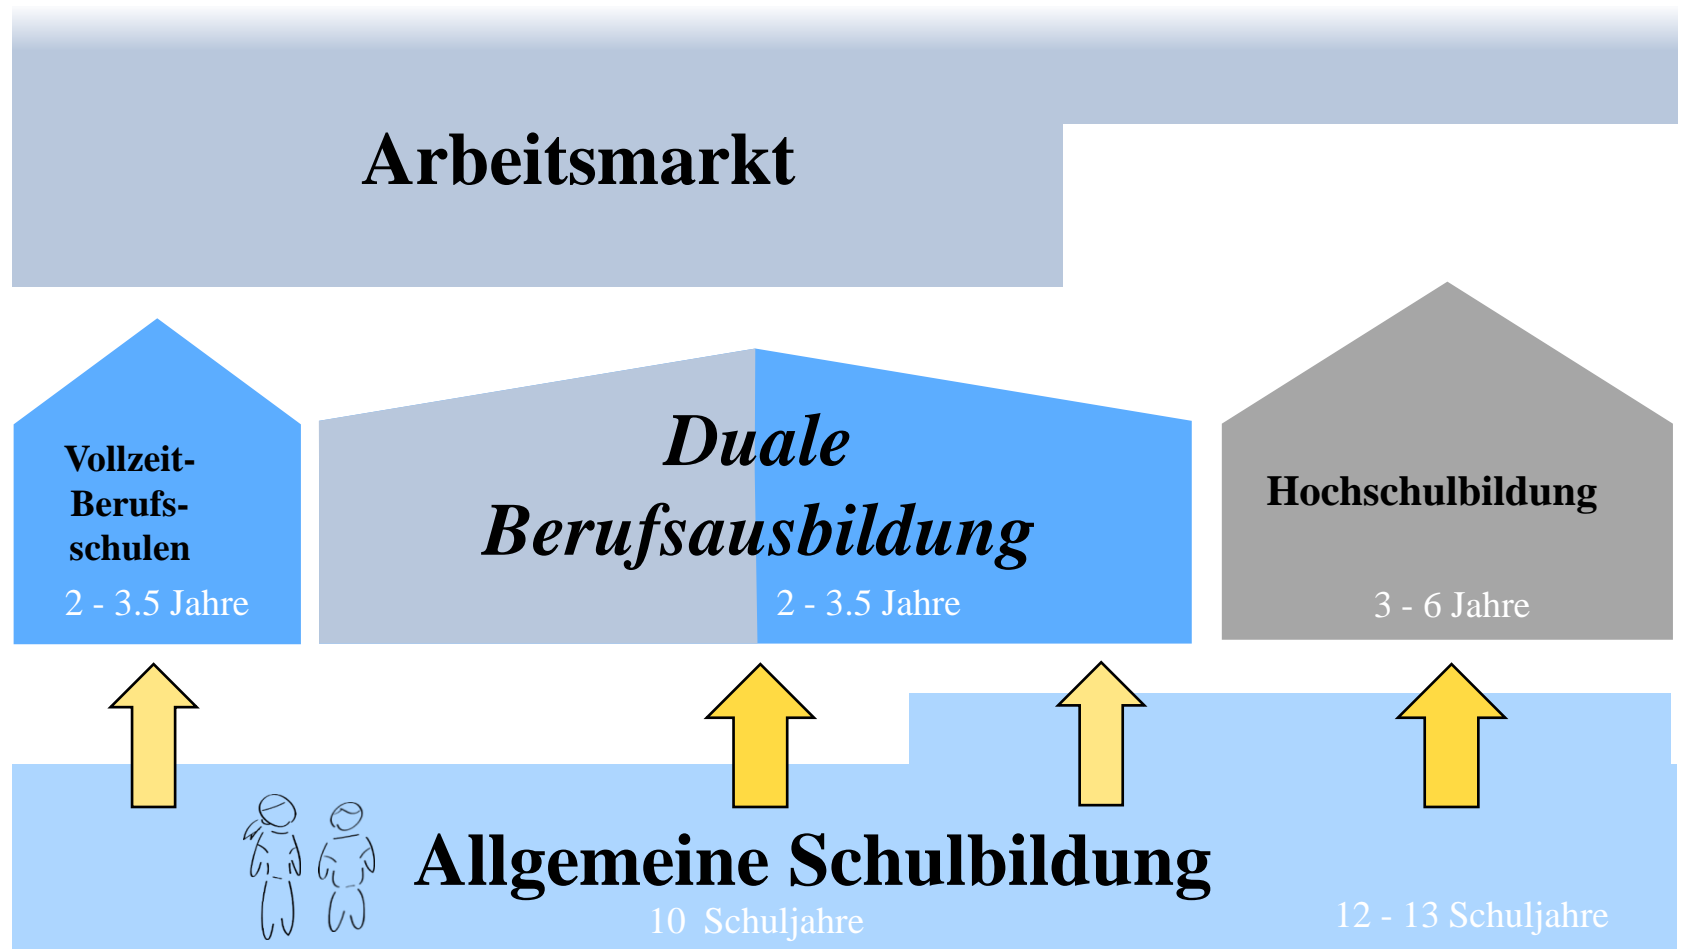 Arbeitsmarkt
Vollzeit-
Berufs-
schulen
2 - 3.5 Jahre
Duale
Berufsausbildung
2 - 3.5 Jahre
Hochschulbildung
3 - 6 Jahre
Allgemeine Schulbildung
10 Schuljahre
12 - 13 Schuljahre